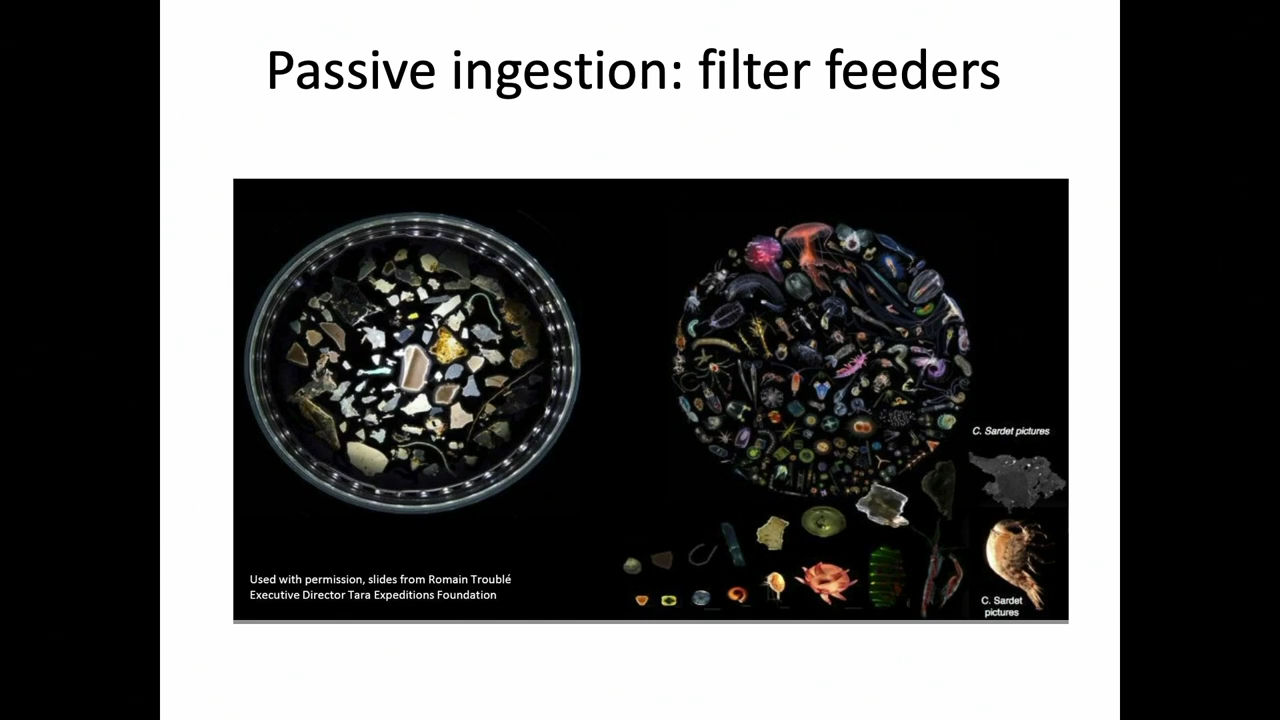 Passive ingestion: filter feeders
C. Sardet pictures
Used with permission, slides from Romain Troublé
Executive Director Tara Expeditions Foundation
C. Sardet
pictures